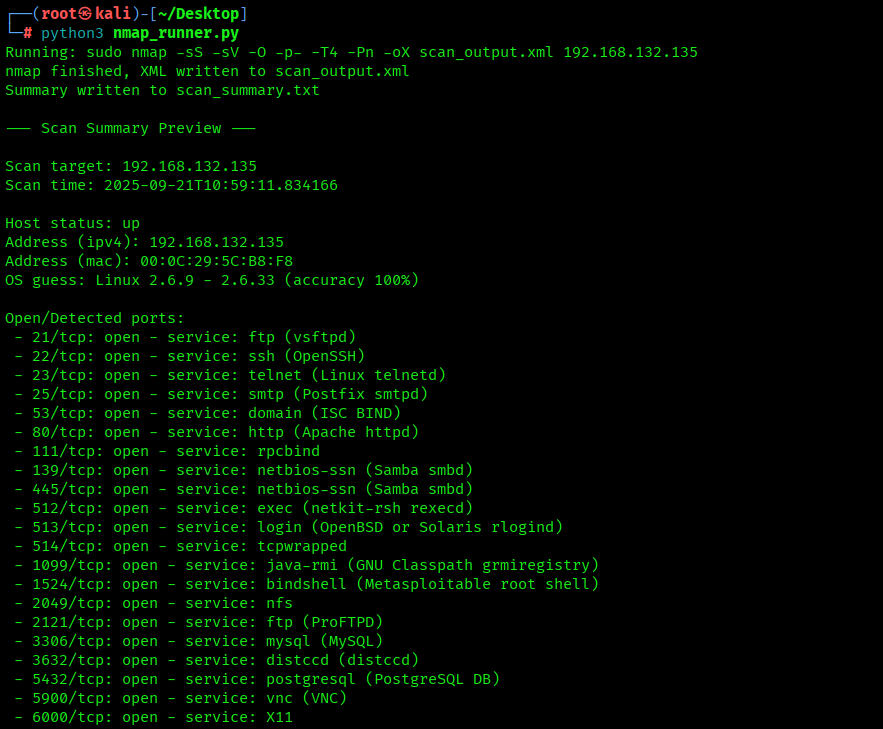 ┌──(root㉿kali)-[~/Desktop]
└─# python3 nmap_runner.py
Running: sudo nmap -sS -sV -O -p- -T4 -Pn -oX scan_output.xml 192.168.132.135
nmap finished, XML written to scan_output.xml
Summary written to scan_summary.txt

--- Scan Summary Preview ---

Scan target: 192.168.132.135
Scan time: 2025-09-21T10:59:11.834166

Host status: up
Address (ipv4): 192.168.132.135
Address (mac): 00:0C:29:5C:B8:F8
OS guess: Linux 2.6.9 - 2.6.33 (accuracy 100%)

Open/Detected ports:
 - 21/tcp: open - service: ftp (vsftpd)
 - 22/tcp: open - service: ssh (OpenSSH)
 - 23/tcp: open - service: telnet (Linux telnetd)
 - 25/tcp: open - service: smtp (Postfix smtpd)
 - 53/tcp: open - service: domain (ISC BIND)
 - 80/tcp: open - service: http (Apache httpd)
 - 111/tcp: open - service: rpcbind
 - 139/tcp: open - service: netbios-ssn (Samba smbd)
 - 445/tcp: open - service: netbios-ssn (Samba smbd)
 - 512/tcp: open - service: exec (netkit-rsh rexecd)
 - 513/tcp: open - service: login (OpenBSD or Solaris rlogind)
 - 514/tcp: open - service: tcpwrapped
 - 1099/tcp: open - service: java-rmi (GNU Classpath grmiregistry)
 - 1524/tcp: open - service: bindshell (Metasploitable root shell)
 - 2049/tcp: open - service: nfs
 - 2121/tcp: open - service: ftp (ProFTPD)
 - 3306/tcp: open - service: mysql (MySQL)
 - 3632/tcp: open - service: distccd (distccd)
 - 5432/tcp: open - service: postgresql (PostgreSQL DB)
 - 5900/tcp: open - service: vnc (VNC)
 - 6000/tcp: open - service: X11